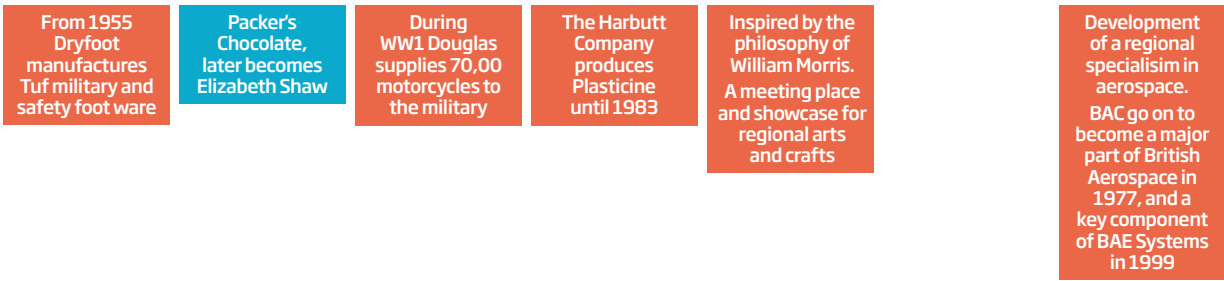 From 1955
Dryfoot
manufactures
Tuf military and
safety foot ware
Packer's
Chocolate,
later becomes
Elizabeth Shaw
During
WW1 Douglas
supplies 70,00
motorcycles to
the military
The Harbutt
Company
produces
Plasticine
until 1983
Inspired by the
philosophy of
William Morris.
A meeting place
and showcase for
regional arts
and crafts
Development
of a regional
specialisim in
aerospace.
BAC go on to
become a major
part of British
Aerospace in
1977, and a
key component
of BAE Systems
in 1999